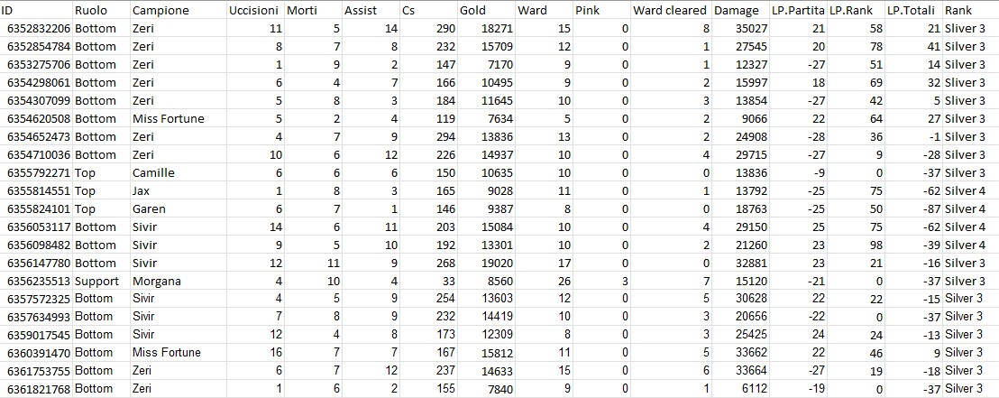 ID Ruolo Campione Uccisioni Morti Assist Cs Gold Ward Pink Ward cleared Damage LP.Partita LP.Rank LP.Totali Rank
6352832206 Bottom Zeri 11 5 14 290 18271 15 0 8 35027 21 58 21 Sliver 3
6352854784 Bottom Zeri 8 7 8 232 15709 12 0 1 27545 20 78 41 Silver 3
6353275706 Bottom Zeri 1 9 2 147 7170 9 0 1 12327 -27 51 14 Silver 3
6354298061 Bottom Zeri 6 4 7 166 10495 9 0 2 15997 18 69 32 Silver 3
6354307099 Bottom Zeri 5 8 3 184 11645 10 0 3 13854 -27 42 5 Silver 3
6354620508 Bottom Miss Fortune 5 2 4 119 7634 5 0 2 9066 22 64 27 Silver 3
6354652473 Bottom Zeri 4 7 9 294 13836 13 0 2 24908 -28 36 -1 Silver 3
6354710036 Bottom Zeri 10 6 12 226 14937 10 0 4 29715 -27 9 -28 Silver 3
6355792271 Top Camille 6 6 6 150 10635 10 0 0 13836 -9 0 -37 Silver 3
6355814551 Top Jax 1 8 3 165 9028 11 0 1 13792 -25 75 -62 Silver 4
6355824101 Top Garen 6 7 1 146 9387 8 0 0 18763 -25 50 -87 Silver 4
6356053117 Bottom Sivir 14 6 11 203 15084 10 0 4 29150 25 75 -62 Silver 4
6356098482 Bottom Sivir 9 5 10 192 13301 10 0 2 21260 23 98 -39 Silver 4
6356147780 Bottom Sivir 12 11 9 268 19020 17 0 0 32881 23 21 -16 Silver 3
6356235513 Support Morgana 4 10 4 33 8560 26 3 7 15120 -21 0 -37 Silver 3
6357572325 Bottom Sivir 4 5 9 254 13603 12 0 5 30628 22 22 -15 Silver 3
6357634993 Bottom Sivir 7 8 9 232 14419 10 0 3 20656 -22 0 -37 Silver 3
6359017545 Bottom Sivir 12 4 8 173 12309 8 0 3 25425 24 24 -13 Silver 3
6360391470 Bottom Miss Fortune 16 7 7 167 15812 11 0 5 33662 22 46 9 Silver 3
6361753755 Bottom Zeri 6 7 12 237 14633 15 0 6 33664 -27 19 -18 Silver 3
6361821768 Bottom Zeri 1 6 2 155 7840 9 0 1 6112 -19 0 -37 Silver 3